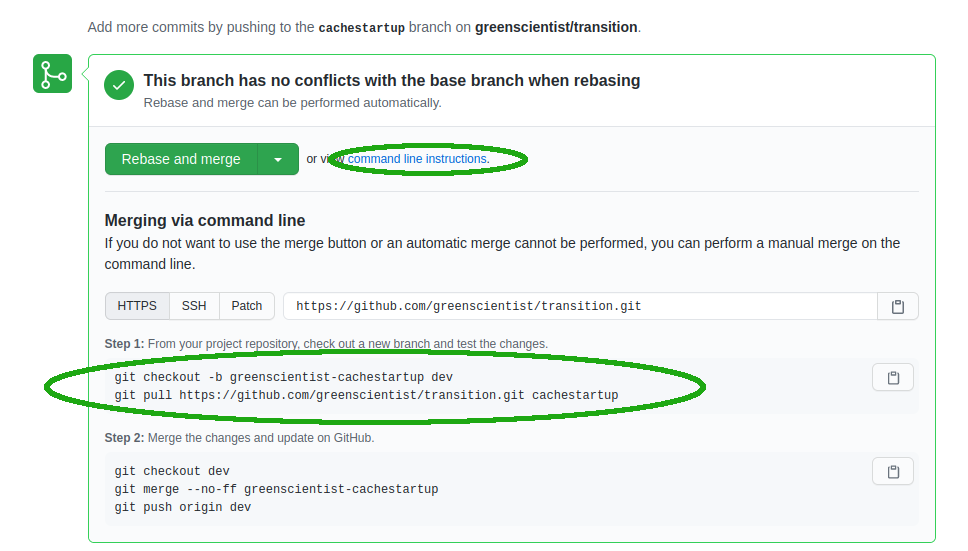 Add more commits by pushing to the cachestartup branch on greenscientist/transition.
This branch has no conflicts with the base branch when rebasing
Rebase and merge can be performed automatically.
Rebase and merge or view command line instructions.
Merging via command line
If you do not want to use the merge button or an automatic merge cannot be performed, you can perform a manual merge on the
command line.
HTTPS SSH Patch https://github.com/greenscientist/transition.git
Step 1: From your project repository, check out a new branch and test the changes.
git checkout -b greenscientist-cachestartup dev
git pull https://github.com/greenscientist/transition.git cachestartup
Step 2: Merge the changes and update on GitHub.
git checkout dev
git merge --no-ff greenscientist-cachestartup
git push origin dev